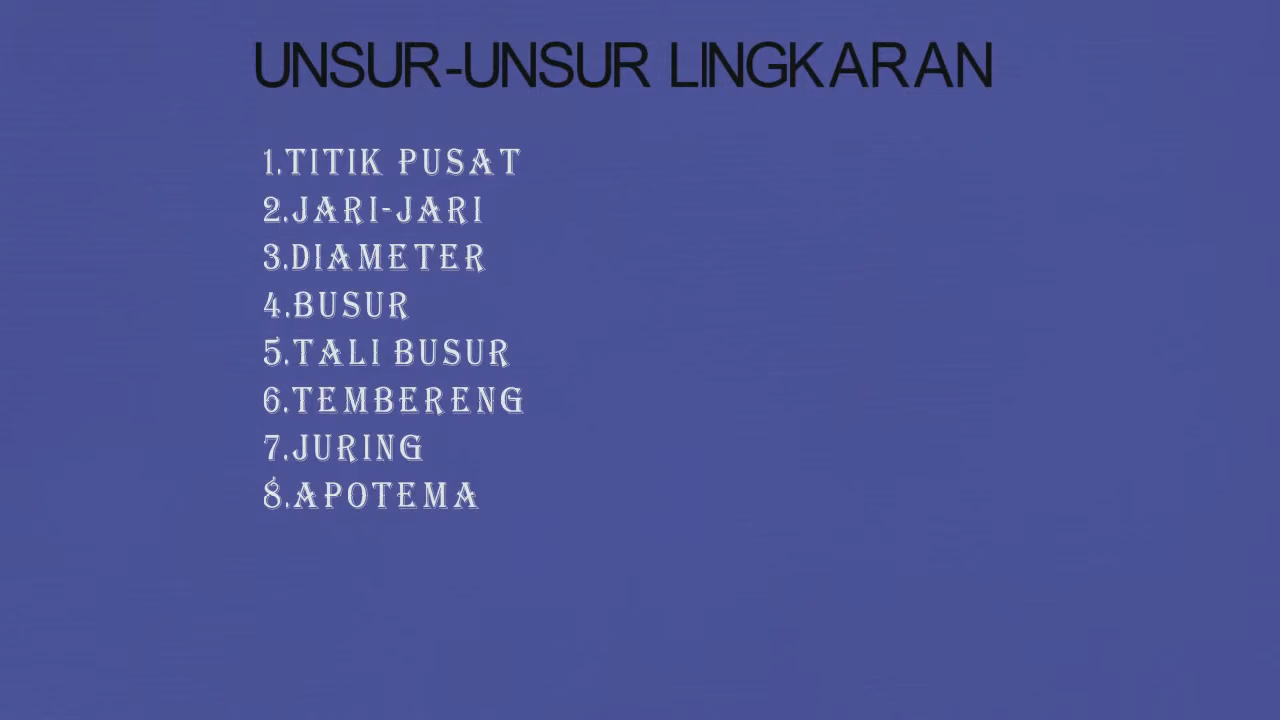 UNSUR-UNSUR LINGKARAN
1.TITIK PUSAT
2.JARI-JARI
3.DIAMETER
4.BUSUR
5.TALI BUSUR
6.TEMBERENG
7.JURING
8.APOTEMA